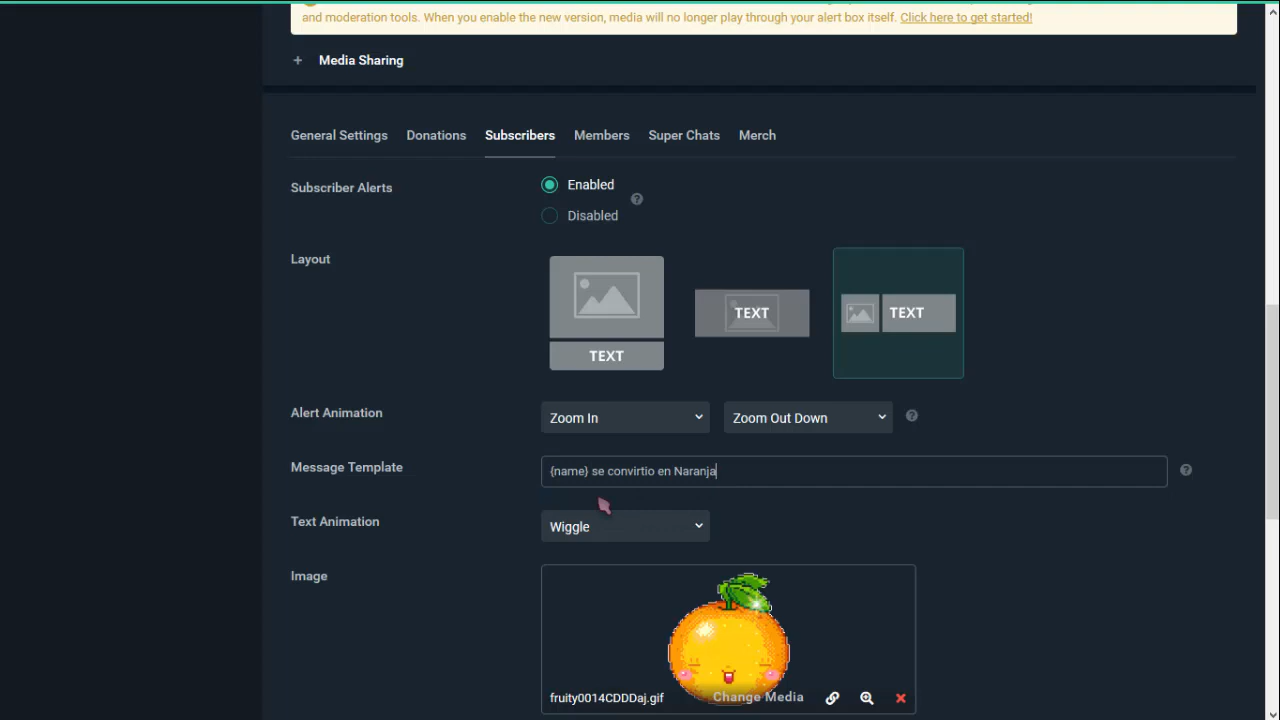 and moderation tools. When you enable the new version, media will no longer play through your alert box itself. Click here to get started!
+ Media Sharing
General Settings Donations Subscribers Members Super Chats Merch
Subscriber Alerts
Enabled
?
Disabled
Layout
TEXT
TEXT
TEXT
Alert Animation
Zoom In
Zoom Out Down
?
Message Template
{name} se convirtio en Naranja
?
Text Animation
Wiggle
Image
fruity0014CDDDaj.gif
Change Media